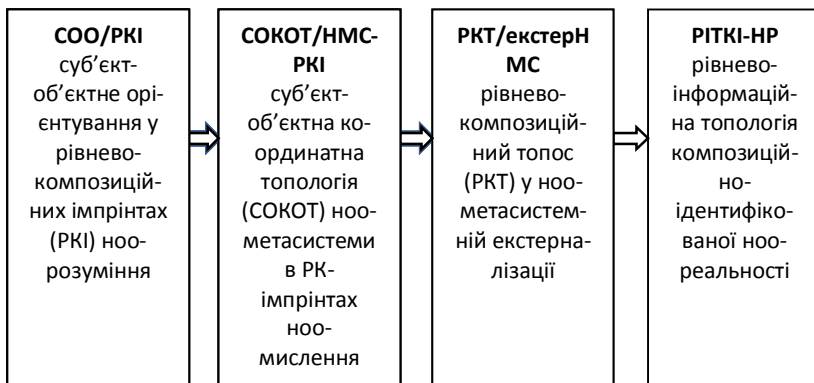 СОО/РКІ
суб’єкт-
об’єктне орі-
єнтування у
рівнево-
композицій-
них імпрінтах
(РКІ) ноо-
розуміння
СОКОТ/НМС-
РКІ
суб’єкт-
об’єктна ко-
ординатна
топологія
(СОКОТ) ноо-
метасистеми
в РК-
імпрінтах
ноо-
мислення
РКТ/екстерН
МС
рівнево-
композицій-
ний топос
(РКТ) у ноо-
метасистем-
ній екстерна-
лізації
РІТКІ-НР
рівнево-
інформацій-
на топологія
композицій-
но-
ідентифіко-
ваної ноо-
реальності